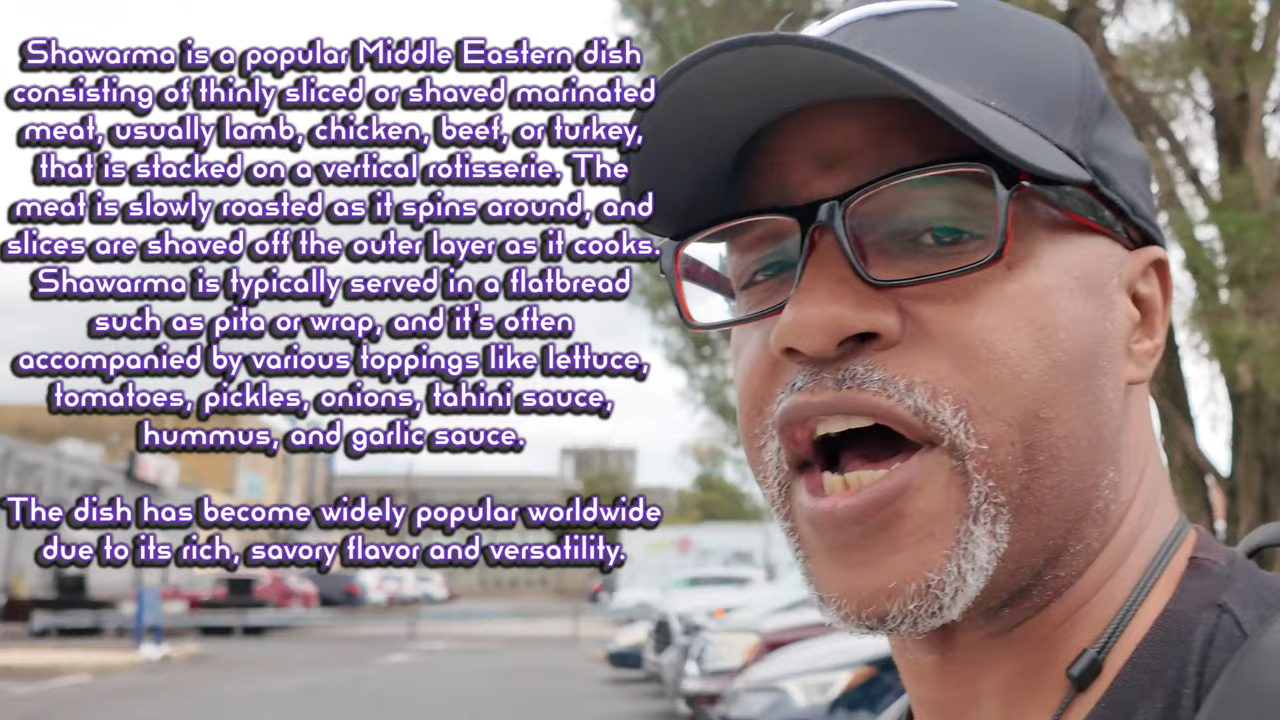 Shawarma is a popular Middle Eastern dish
consisting of thinly sliced or shaved marinated
meat, usually lamb, chicken, beef, or turkey,
that is stacked on a vertical rotisserie. The
meat is slowly roasted as it spins around, and
slices are shaved off the outer layer as it cooks.
Shawarma is typically served in a flatbread
such as pita or wrap, and it's often
accompanied by various toppings like lettuce,
tomatoes, pickles, onions, tahini sauce,
hummus, and garlic sauce.
The dish has become widely popular worldwide
due to its rich, savory flavor and versatility.